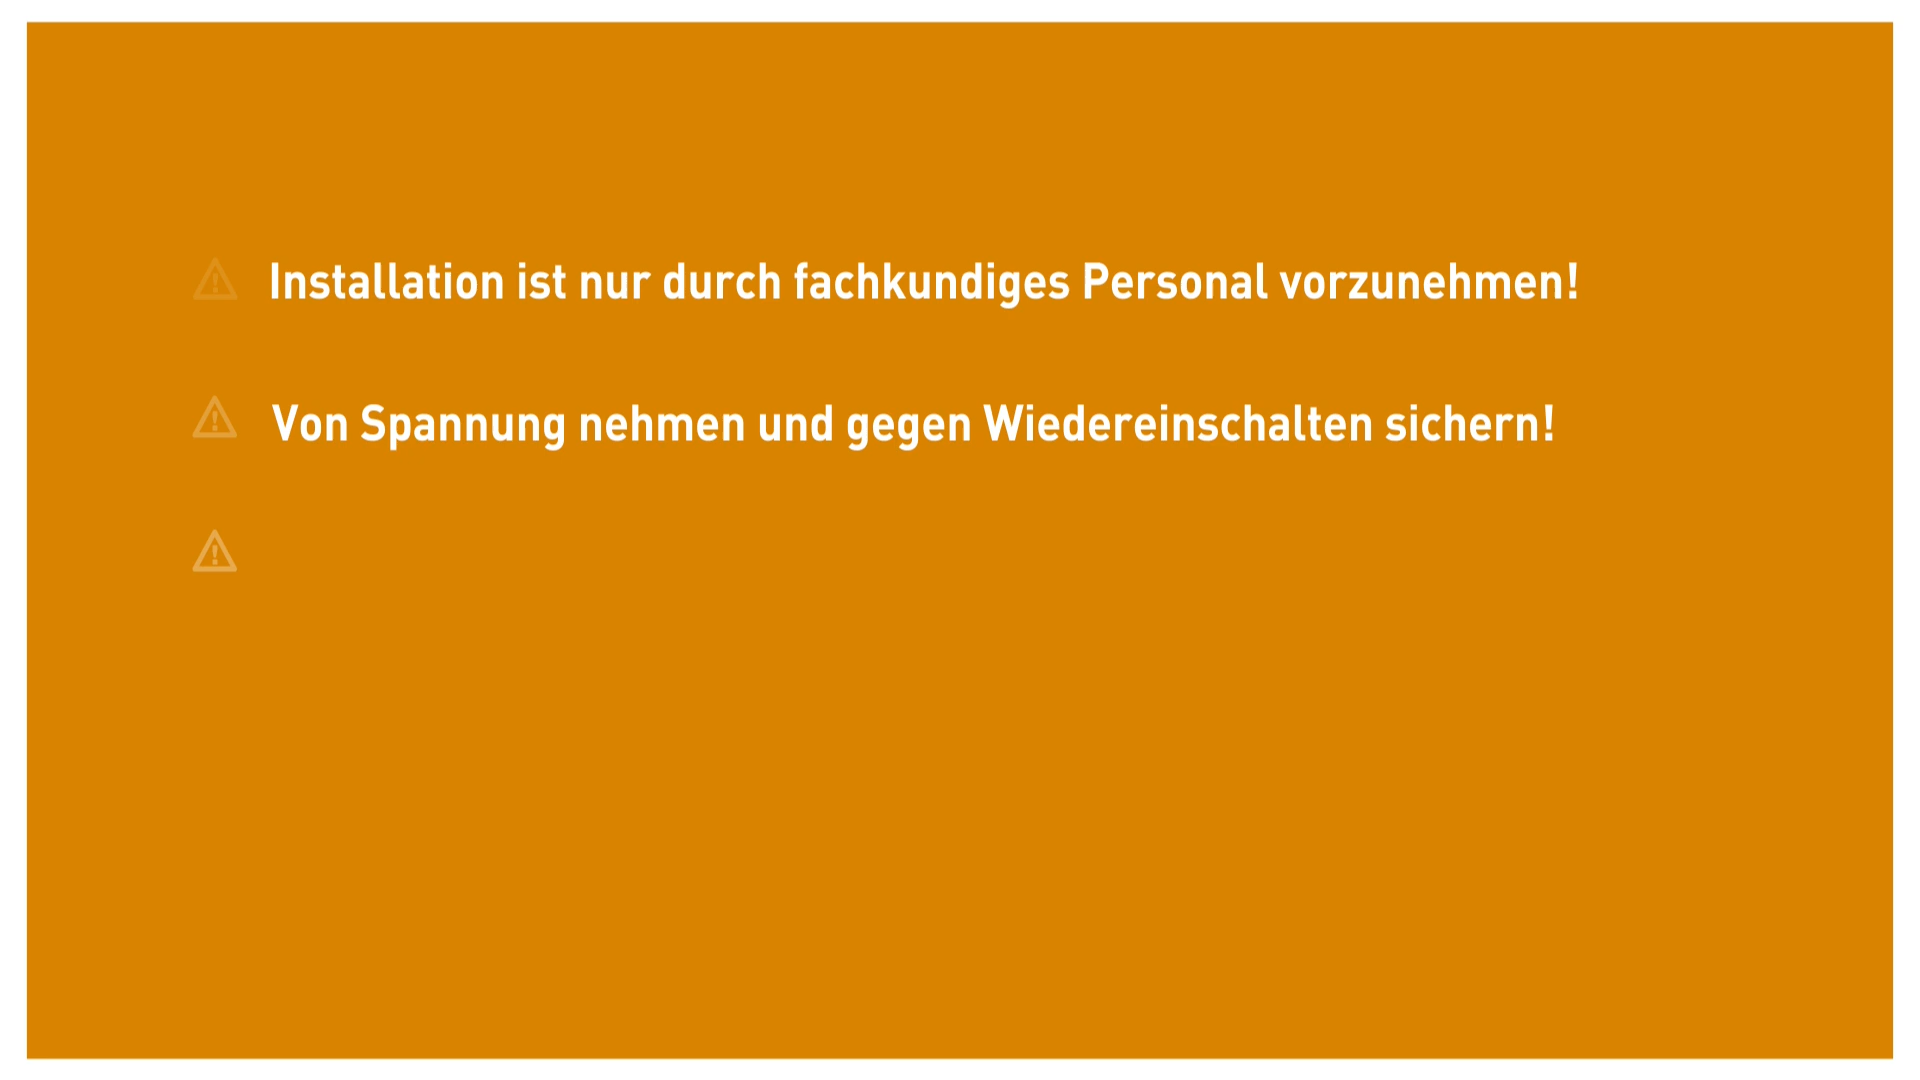 Installation ist nur durch fachkundiges Personal vorzunehmen!
Von Spannung nehmen und gegen Wiedereinschalten sichern!